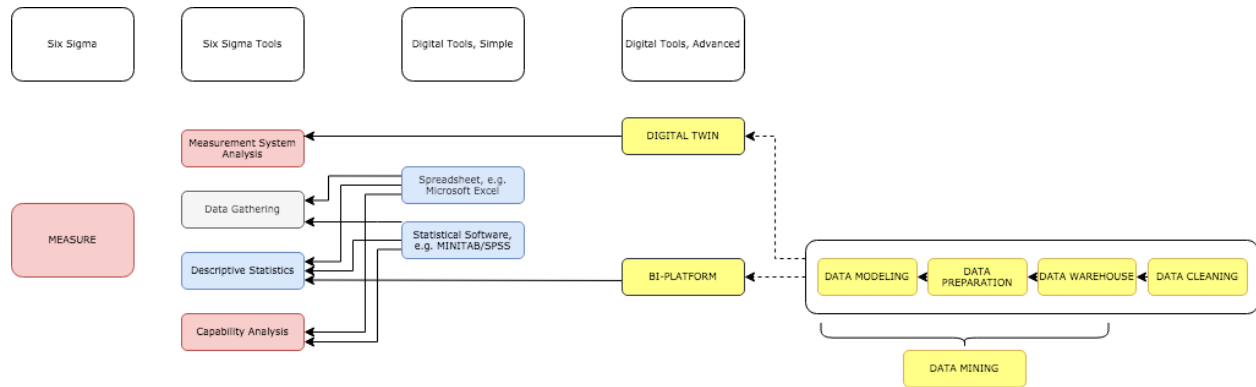 Six Sigma
Six Sigma Tools
Digital Tools, Simple
Digital Tools, Advanced
Measurement System
Analysis
DIGITAL TWIN
Spreadsheet, e.g.
Microsoft Excel
Data Gathering
MEASURE
Statistical Software,
e.g. MINITAB/SPSS
Descriptive Statistics
BI-PLATFORM
DATA MODELING
DATA
PREPARATION
DATA WAREHOUSE
DATA CLEANING
Capability Analysis
DATA MINING